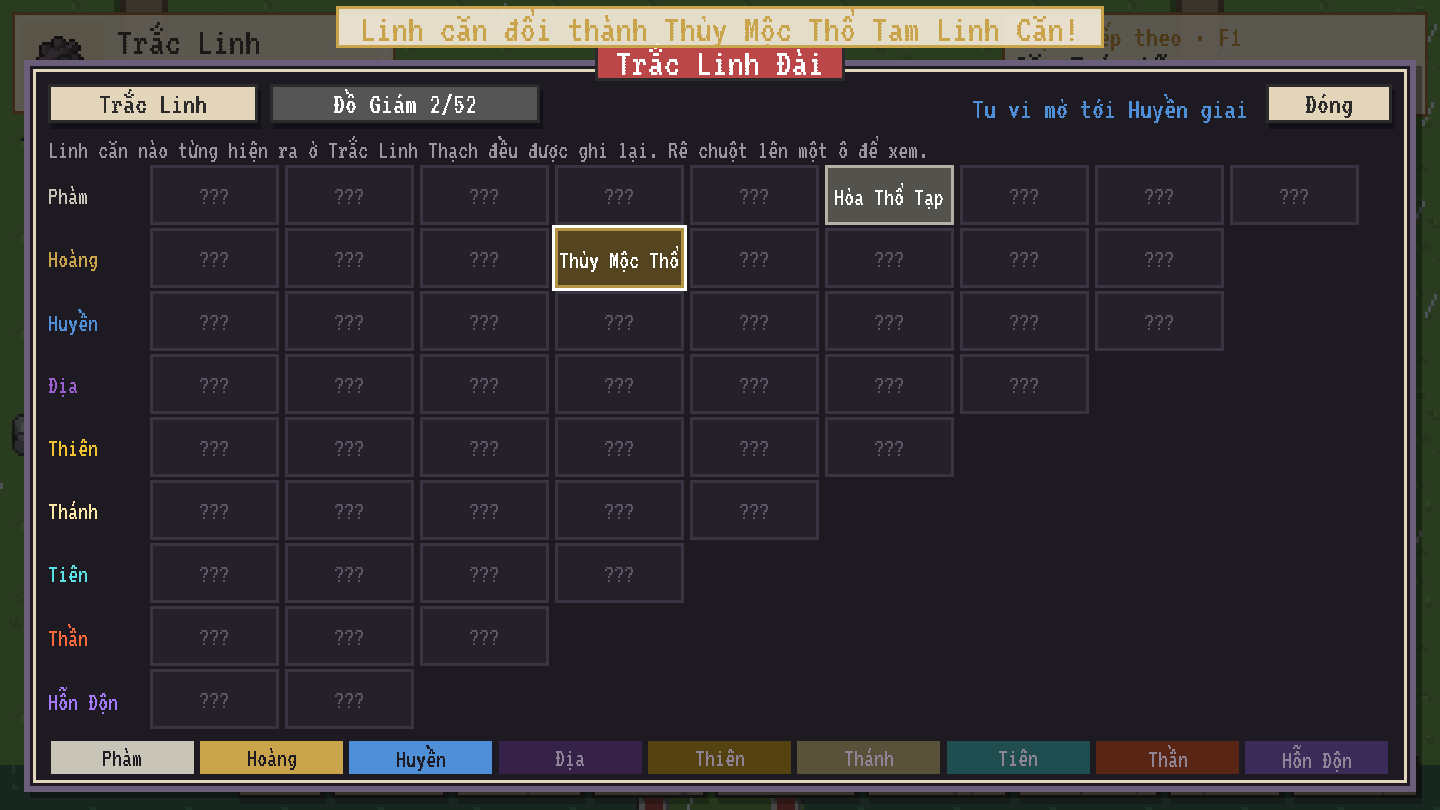 Linh căn đổi thành Thủy Mộc Thổ Tam Linh Căn!
Trắc Linh
theo · F1
Trắc Linh Đài
Trắc Linh
Đồ Giám 2/52
Tu vi mở tới Huyền giai
Đóng
Linh căn nào từng hiện ra ở Trắc Linh Thạch đều được ghi lại. Rê chuột lên một ô để xem.
Phàm ??? ??? ??? ??? ??? Hỏa Thổ Tạp ??? ??? ???
Hoàng ??? ??? ??? Thủy Mộc Thổ ??? ??? ??? ???
Huyền ??? ??? ??? ??? ??? ??? ??? ???
Địa ??? ??? ??? ??? ??? ??? ???
Thiên ??? ??? ??? ??? ??? ???
Thánh ??? ??? ??? ??? ???
Tiên ??? ??? ??? ???
Thần ??? ??? ???
Hỗn Độn ??? ???
Phàm Hoàng Huyền Địa Thiên Thánh Tiên Thần Hỗn Độn